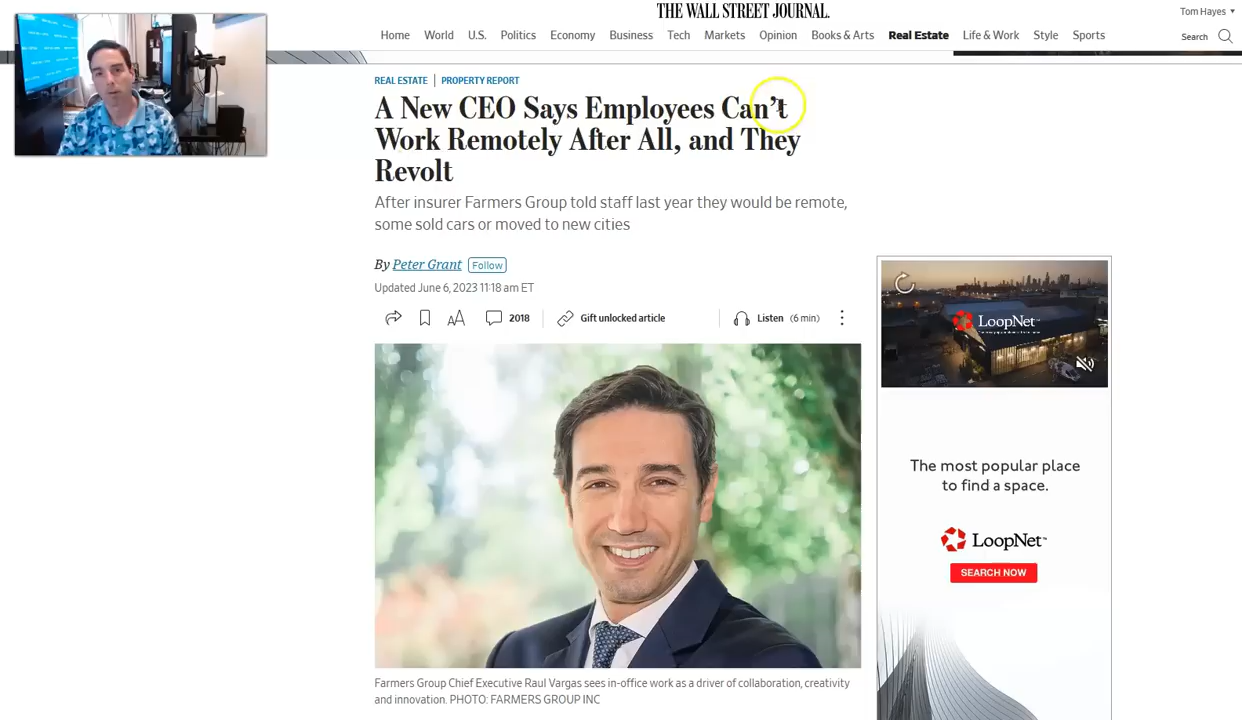 THE WALL STREET JOURNAL.
Tom Hayes
Home World U.S. Politics Economy Business Tech Markets Opinion Books & Arts Real Estate Life & Work Style Sports
Search
REAL ESTATE | PROPERTY REPORT
A New CEO Says Employees Can't
Work Remotely After All, and They
Revolt
After insurer Farmers Group told staff last year they would be remote,
some sold cars or moved to new cities
By Peter Grant Follow
Updated June 6, 2023 11:18 am ET
AA 2018 Gift unlocked article Listen (6 min)
LoopNet™
The most popular place
to find a space.
LoopNet™
SEARCH NOW
Farmers Group Chief Executive Raul Vargas sees in-office work as a driver of collaboration, creativity
and innovation. PHOTO: FARMERS GROUP INC